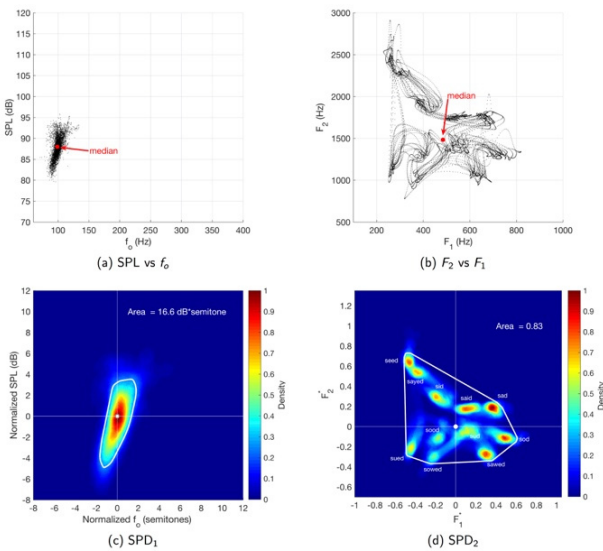 120
115
110
105
100
95
90
85
80
75
70
SPL (dB)
100 150 200 250 300 350 400
f_o (Hz)
median
(a) SPL vs f_o
3000
2500
2000
1500
1000
500
F_2 (Hz)
200 400 600 800 1000
F_1 (Hz)
median
(b) F_2 vs F_1
12
10
8
6
4
2
0
-2
-4
-6
-8
Normalized SPL (dB)
-8 -6 -4 -2 0 2 4 6 8 10 12
Normalized f_o (semitones)
Area = 16.6 dB*semitone
1
0.9
0.8
0.7
0.6
0.5
0.4
0.3
0.2
0.1
0
Density
(c) SPD_1
1.2
1
0.8
0.6
0.4
0.2
0
-0.2
-0.4
-0.6
F_2^*
-1 -0.8 -0.6 -0.4 -0.2 0 0.2 0.4 0.6 0.8 1
F_1^*
Area = 0.83
seed
sayed
sid
said
sad
sood
sod
sued
sowed
sawed
1
0.9
0.8
0.7
0.6
0.5
0.4
0.3
0.2
0.1
0
Density
(d) SPD_2